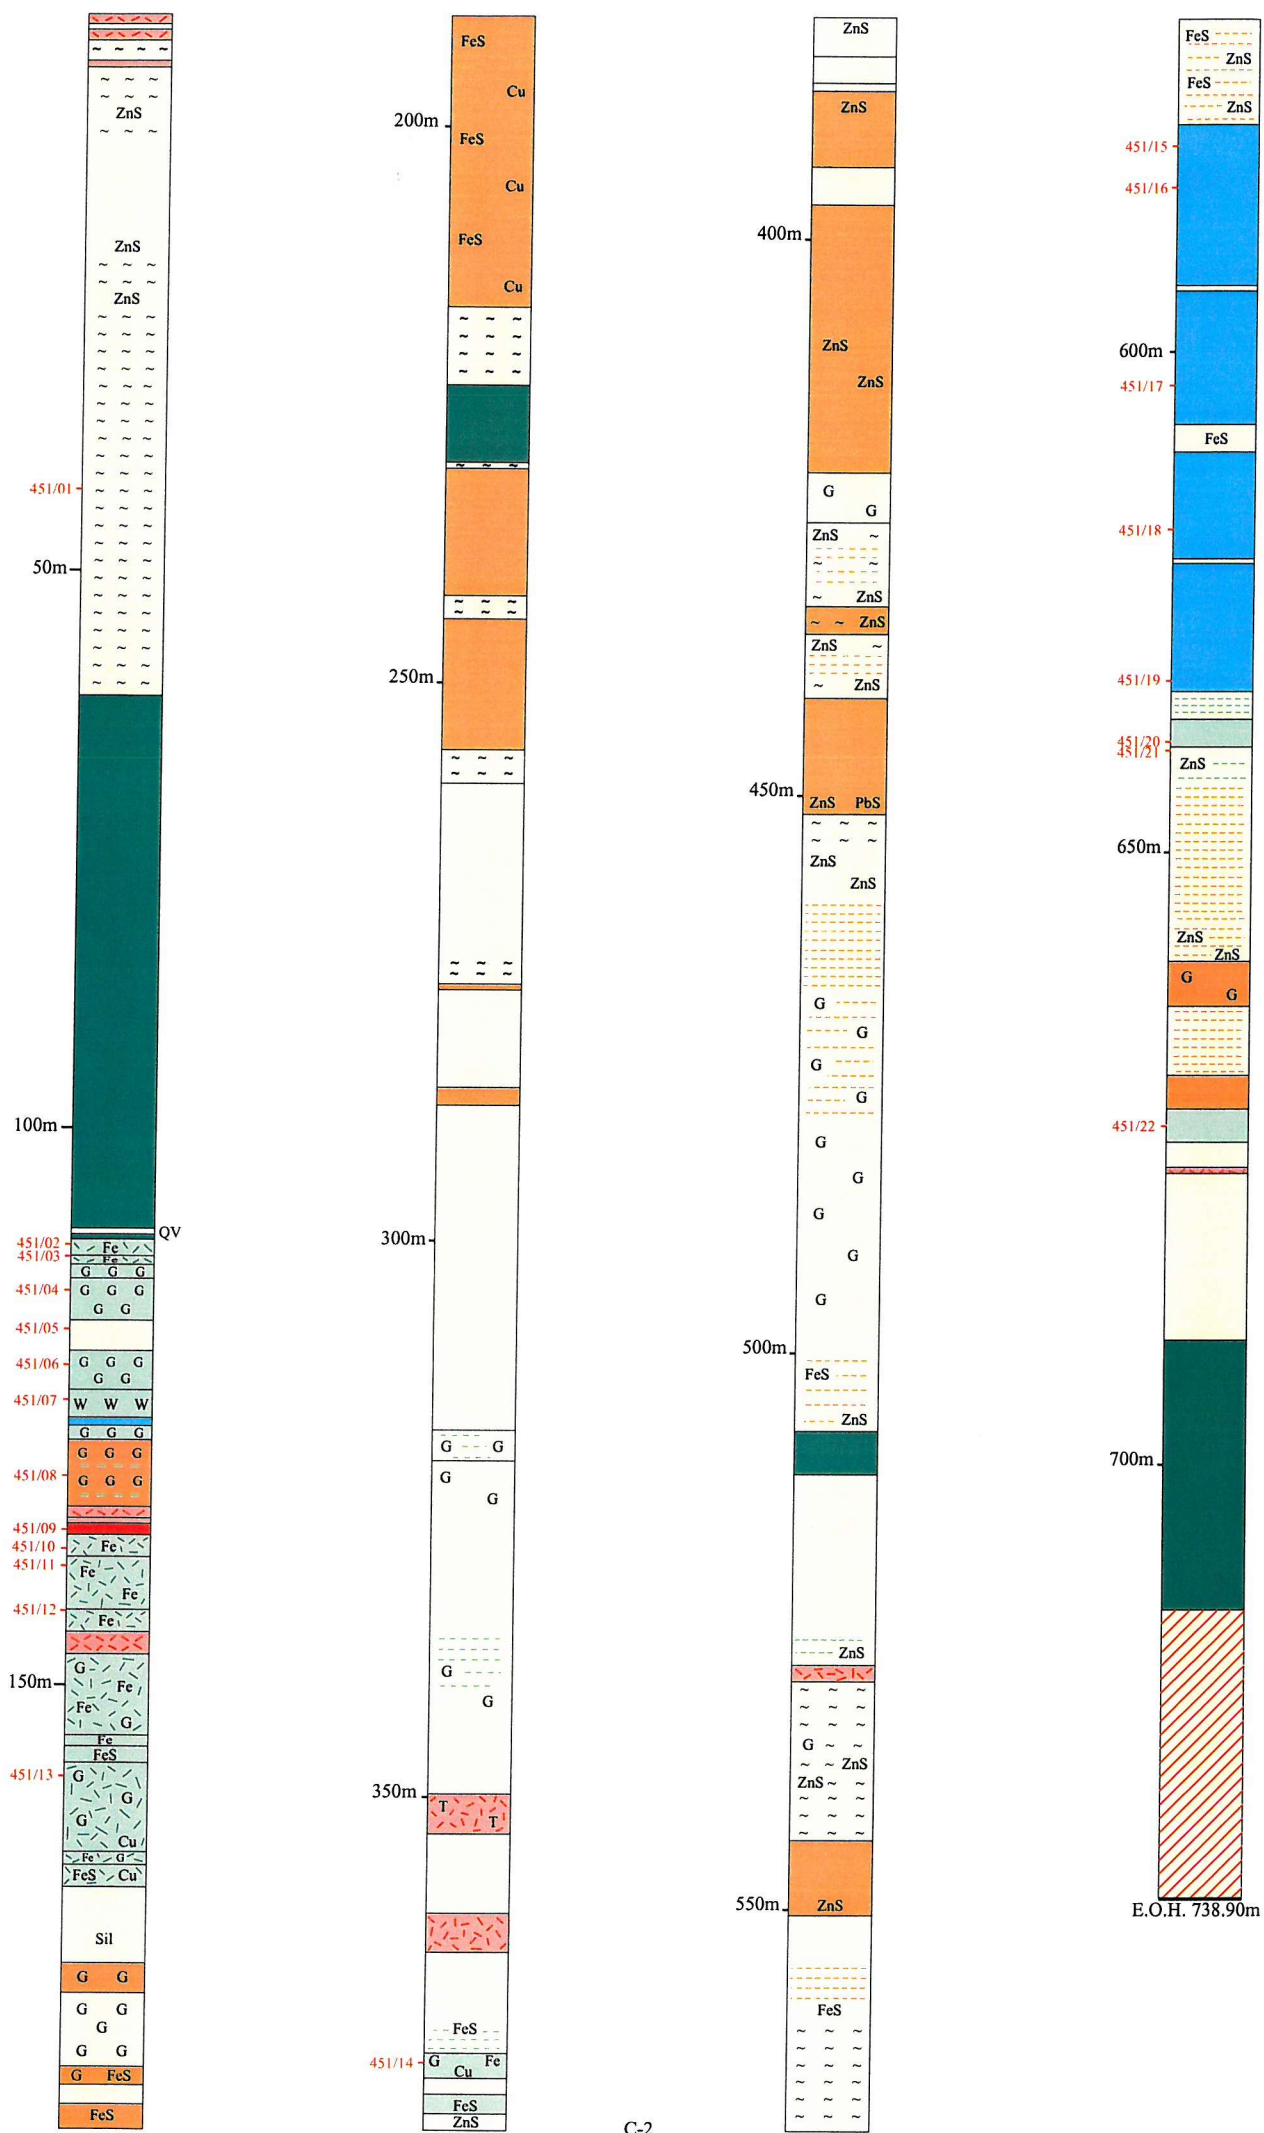 ZnS
ZnS
ZnS
451/01
50m
100m
QV
451/02
Fe
451/03
Fe
G G G
451/04
G G G
G G
451/05
451/06
G G G
G G
451/07
W W W
G G G
G G G
451/08
G G G
451/09
451/10
Fe
451/11
Fe
Fe
451/12
Fe
G
150m
Fe
Fe
G
Fe
FeS
451/13
G
G
G
Cu
Fe G
FeS Cu
Sil
G G
G G
G
G G
G FeS
FeS
FeS
Cu
200m
FeS
Cu
FeS
Cu
250m
300m
G G
G
G
G
G
350m
T
T
FeS
451/14
G Fe
Cu
FeS
ZnS
ZnS
ZnS
400m
ZnS
ZnS
G
G
ZnS
ZnS
ZnS
ZnS
ZnS
450m
ZnS PbS
ZnS
ZnS
G
G
G
G
G
G
G
G
G
500m
FeS
ZnS
ZnS
G
ZnS
ZnS
550m
ZnS
FeS
FeS
ZnS
FeS
ZnS
451/15
451/16
600m
451/17
FeS
451/18
451/19
451/20
451/21
ZnS
650m
ZnS
ZnS
G
G
451/22
700m
E.O.H. 738.90m
C-2